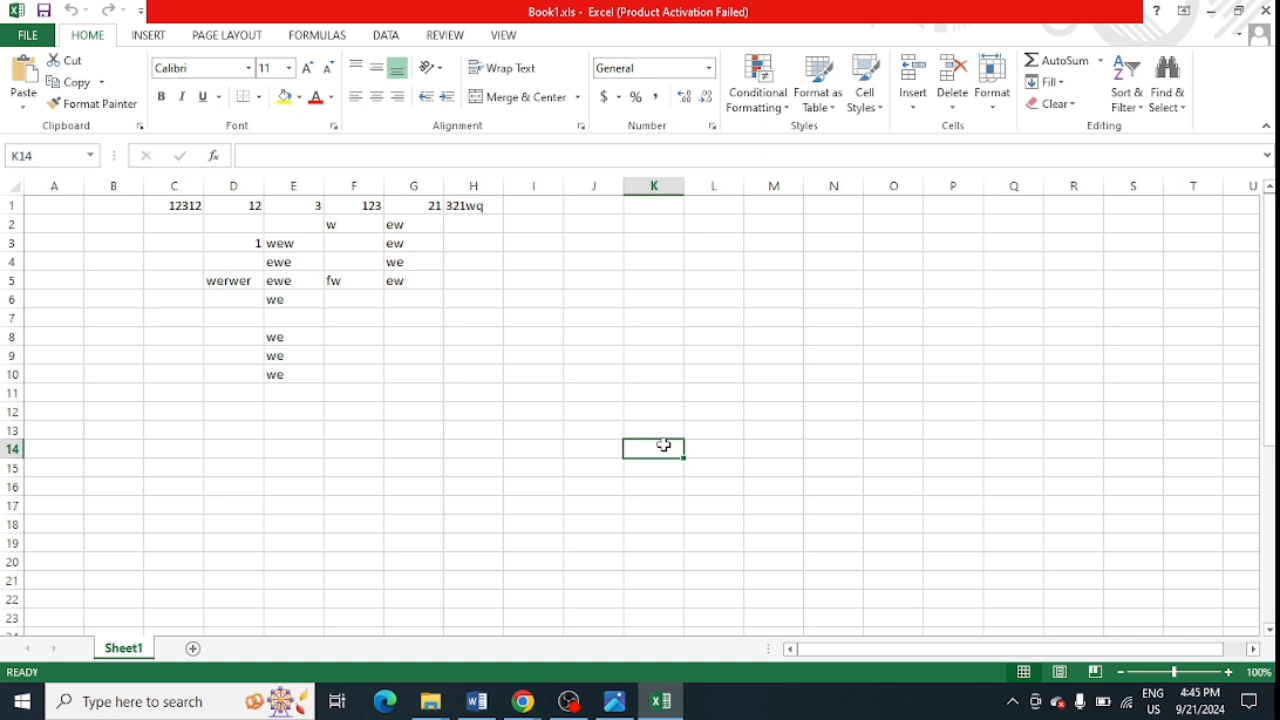 Book1.xls - Excel (Product Activation Failed)
FILE HOME INSERT PAGE LAYOUT FORMULAS DATA REVIEW VIEW
Paste
Cut
Copy
Format Painter
Clipboard
Calibri 11
B I U
Font
Wrap Text
Merge & Center
Alignment
General
$ % ,
Number
Conditional Formatting
Format as Table
Cell Styles
Styles
Insert Delete Format
Cells
AutoSum
Fill
Clear
Sort & Filter
Find & Select
Editing
K14
fx
A B C D E F G H I J K L M N O P Q R S T U
1 12312 12 3 123 21 321wq
2 w ew
3 1 wew ew
4 ewe we
5 werwer ewe fw ew
6 we
7
8 we
9 we
10 we
11
12
13
14
15
16
17
18
19
20
21
22
23
Sheet1
READY 100%
Type here to search
ENG
US
4:45 PM
9/21/2024